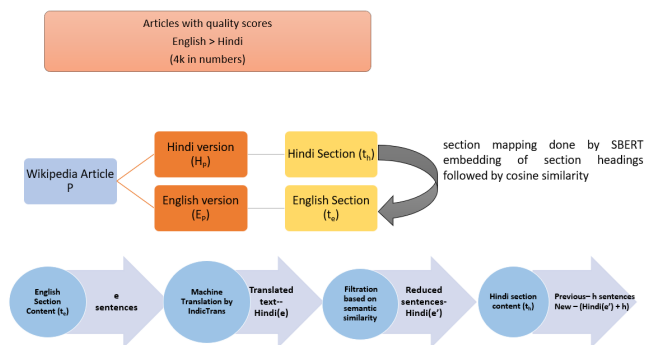 Articles with quality scores
English > Hindi
(4k in numbers)
Wikipedia Article
P
Hindi version
(Hₚ)
English version
(Eₚ)
Hindi Section (tₕ)
English Section
(tₑ)
section mapping done by SBERT
embedding of section headings
followed by cosine similarity
English
Section
Content (tₑ)
e
sentences
Machine
Translation by
IndicTrans
Translated
text--
Hindi(e)
Filtration
based on
semantic
similarity
Reduced
sentences-
Hindi(e’)
Hindi section
content (tₕ)
Previous– h sentences
New – (Hindi(e’) + h)